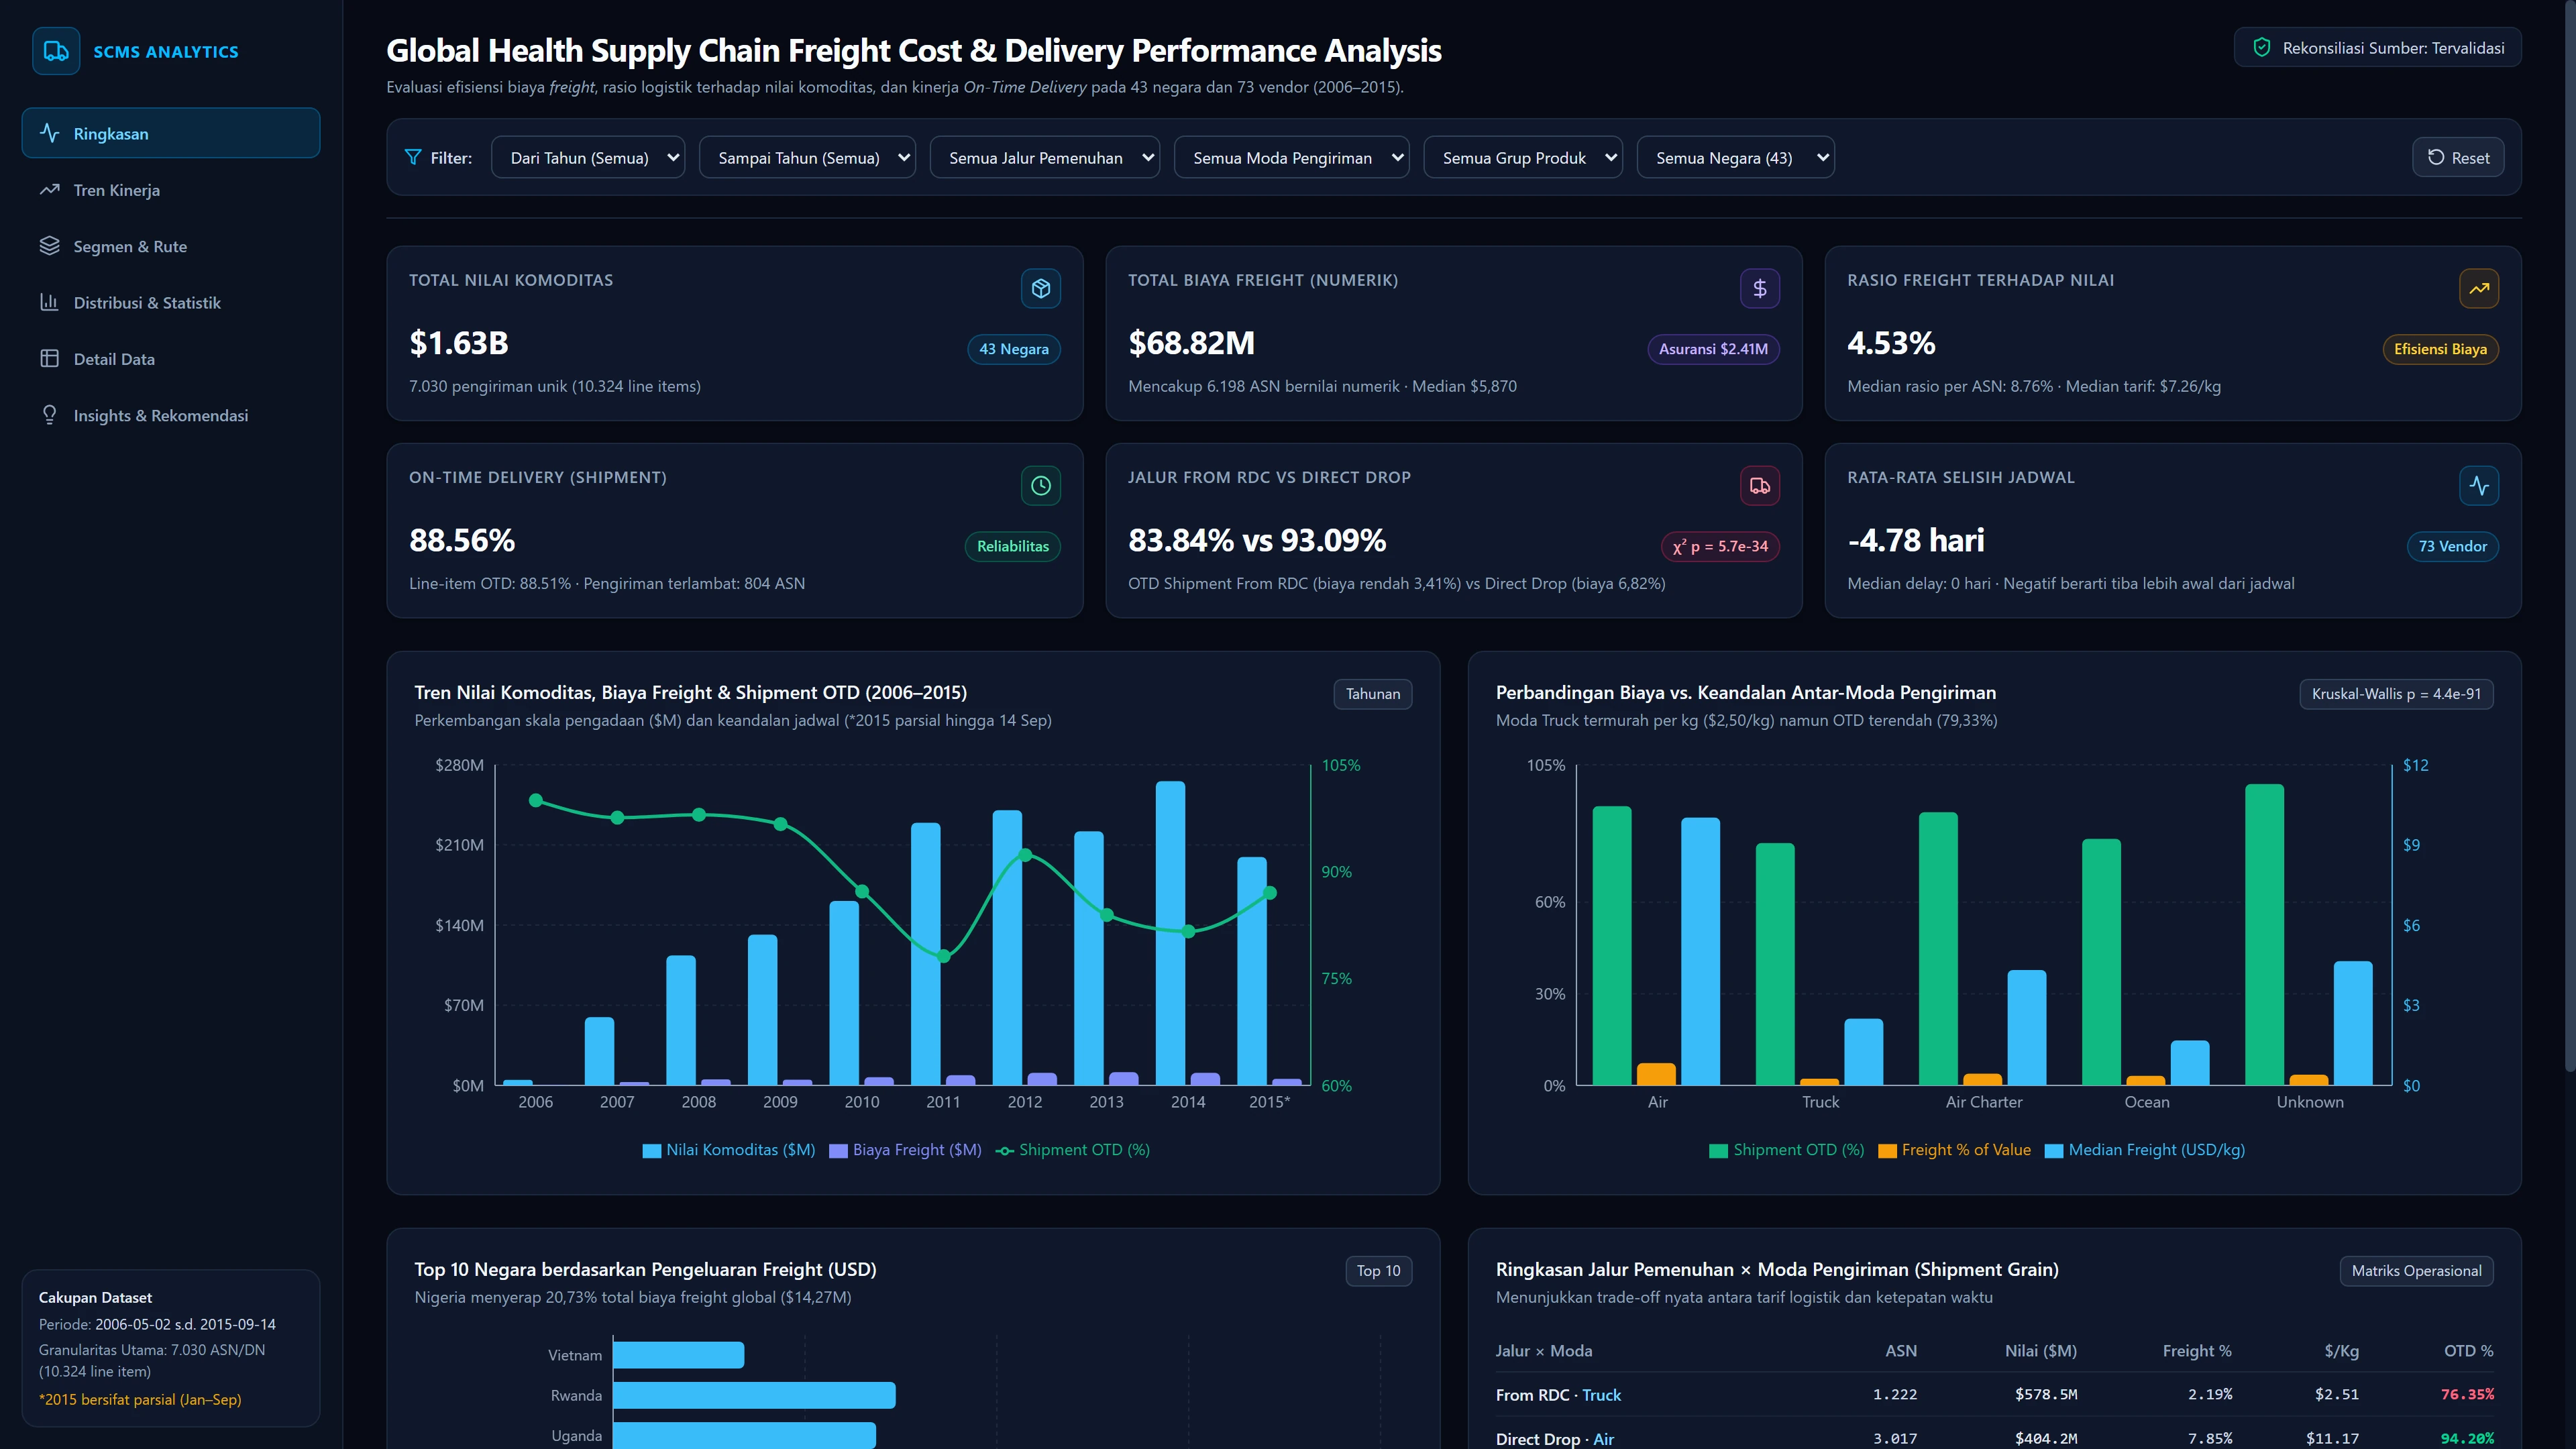 SCMS ANALYTICS
Ringkasan
Tren Kinerja
Segmen & Rute
Distribusi & Statistik
Detail Data
Insights & Rekomendasi
Cakupan Dataset
Periode: 2006-05-02 s.d. 2015-09-14
Granularitas Utama: 7.030 ASN/DN
(10.324 line item)
*2015 bersifat parsial (Jan–Sep)
Global Health Supply Chain Freight Cost & Delivery Performance Analysis
Rekonsiliasi Sumber: Tervalidasi
Evaluasi efisiensi biaya freight, rasio logistik terhadap nilai komoditas, dan kinerja On-Time Delivery pada 43 negara dan 73 vendor (2006–2015).
Filter: Dari Tahun (Semua) Sampai Tahun (Semua) Semua Jalur Pemenuhan Semua Moda Pengiriman Semua Grup Produk Semua Negara (43) Reset
TOTAL NILAI KOMODITAS
$1.63B
43 Negara
7.030 pengiriman unik (10.324 line items)
TOTAL BIAYA FREIGHT (NUMERIK)
$68.82M
Asuransi $2.41M
Mencakup 6.198 ASN bernilai numerik · Median $5,870
RASIO FREIGHT TERHADAP NILAI
4.53%
Efisiensi Biaya
Median rasio per ASN: 8.76% · Median tarif: $7.26/kg
ON-TIME DELIVERY (SHIPMENT)
88.56%
Reliabilitas
Line-item OTD: 88.51% · Pengiriman terlambat: 804 ASN
JALUR FROM RDC VS DIRECT DROP
83.84% vs 93.09%
χ² p = 5.7e-34
OTD Shipment From RDC (biaya rendah 3,41%) vs Direct Drop (biaya 6,82%)
RATA-RATA SELISIH JADWAL
-4.78 hari
73 Vendor
Median delay: 0 hari · Negatif berarti tiba lebih awal dari jadwal
Tren Nilai Komoditas, Biaya Freight & Shipment OTD (2006–2015)
Tahunan
Perkembangan skala pengadaan ($M) dan keandalan jadwal (*2015 parsial hingga 14 Sep)
$280M
$210M
$140M
$70M
$0M
105%
90%
75%
60%
2006 2007 2008 2009 2010 2011 2012 2013 2014 2015*
Nilai Komoditas ($M) Biaya Freight ($M) Shipment OTD (%)
Perbandingan Biaya vs. Keandalan Antar-Moda Pengiriman
Kruskal-Wallis p = 4.4e-91
Moda Truck termurah per kg ($2,50/kg) namun OTD terendah (79,33%)
105%
60%
30%
0%
$12
$9
$6
$3
$0
Air Truck Air Charter Ocean Unknown
Shipment OTD (%) Freight % of Value Median Freight (USD/kg)
Top 10 Negara berdasarkan Pengeluaran Freight (USD)
Top 10
Nigeria menyerap 20,73% total biaya freight global ($14,27M)
Vietnam
Rwanda
Uganda
Ringkasan Jalur Pemenuhan × Moda Pengiriman (Shipment Grain)
Matriks Operasional
Menunjukkan trade-off nyata antara tarif logistik dan ketepatan waktu
Jalur × Moda ASN Nilai ($M) Freight % $/Kg OTD %
From RDC · Truck 1.222 $578.5M 2.19% $2.51 76.35%
Direct Drop · Air 3.017 $404.2M 7.85% $11.17 94.20%